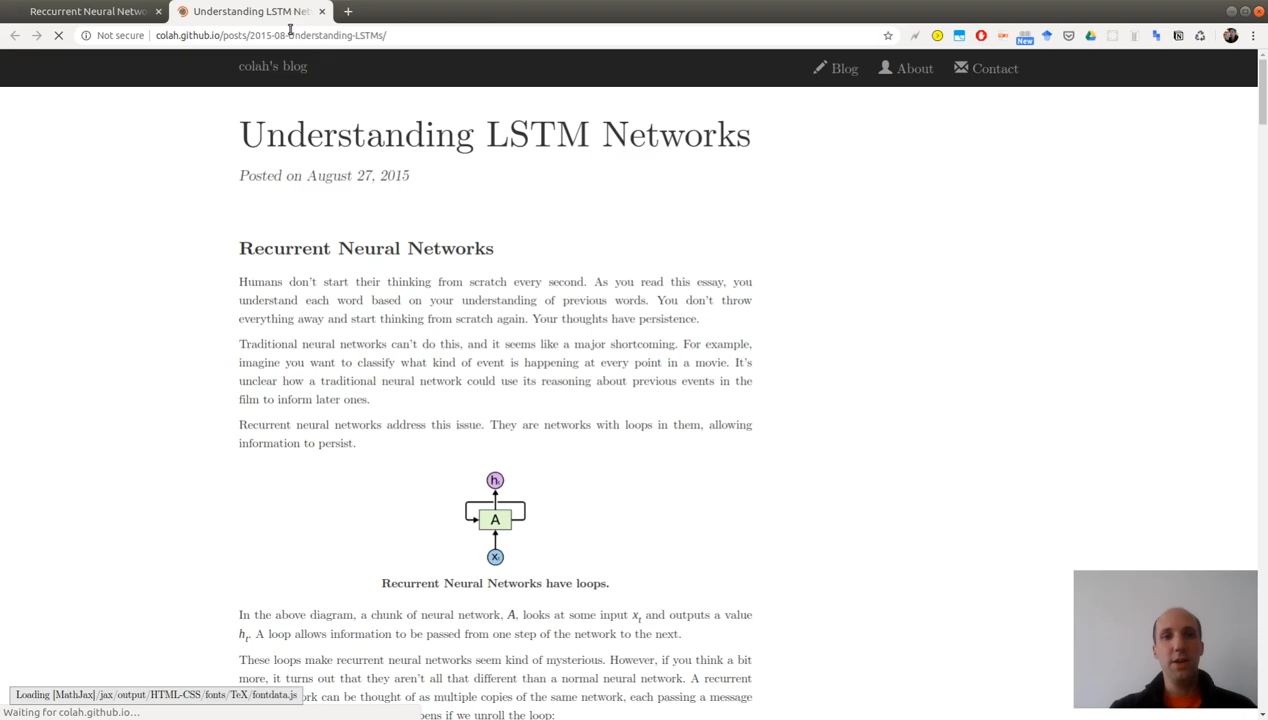 Reccurrent Neural Netwo
Understanding LSTM Net
Not secure
colah.github.io/posts/2015-08-Understanding-LSTMs/
New
colah's blog
Blog
About
Contact
Understanding LSTM Networks
Posted on August 27, 2015
Recurrent Neural Networks
Humans don't start their thinking from scratch every second. As you read this essay, you
understand each word based on your understanding of previous words. You don't throw
everything away and start thinking from scratch again. Your thoughts have persistence.
Traditional neural networks can't do this, and it seems like a major shortcoming. For example,
imagine you want to classify what kind of event is happening at every point in a movie. It's
unclear how a traditional neural network could use its reasoning about previous events in the
film to inform later ones.
Recurrent neural networks address this issue. They are networks with loops in them, allowing
information to persist.
h
A
x
Recurrent Neural Networks have loops.
In the above diagram, a chunk of neural network, A, looks at some input xt and outputs a value
ht. A loop allows information to be passed from one step of the network to the next.
These loops make recurrent neural networks seem kind of mysterious. However, if you think a bit
more, it turns out that they aren't all that different than a normal neural network. A recurrent
Loading [MathJax]/jax/output/HTML-CSS/fonts/TeX/fontdata.js
work can be thought of as multiple copies of the same network, each passing a message
Waiting for colah.github.io…
pens if we unroll the loop: